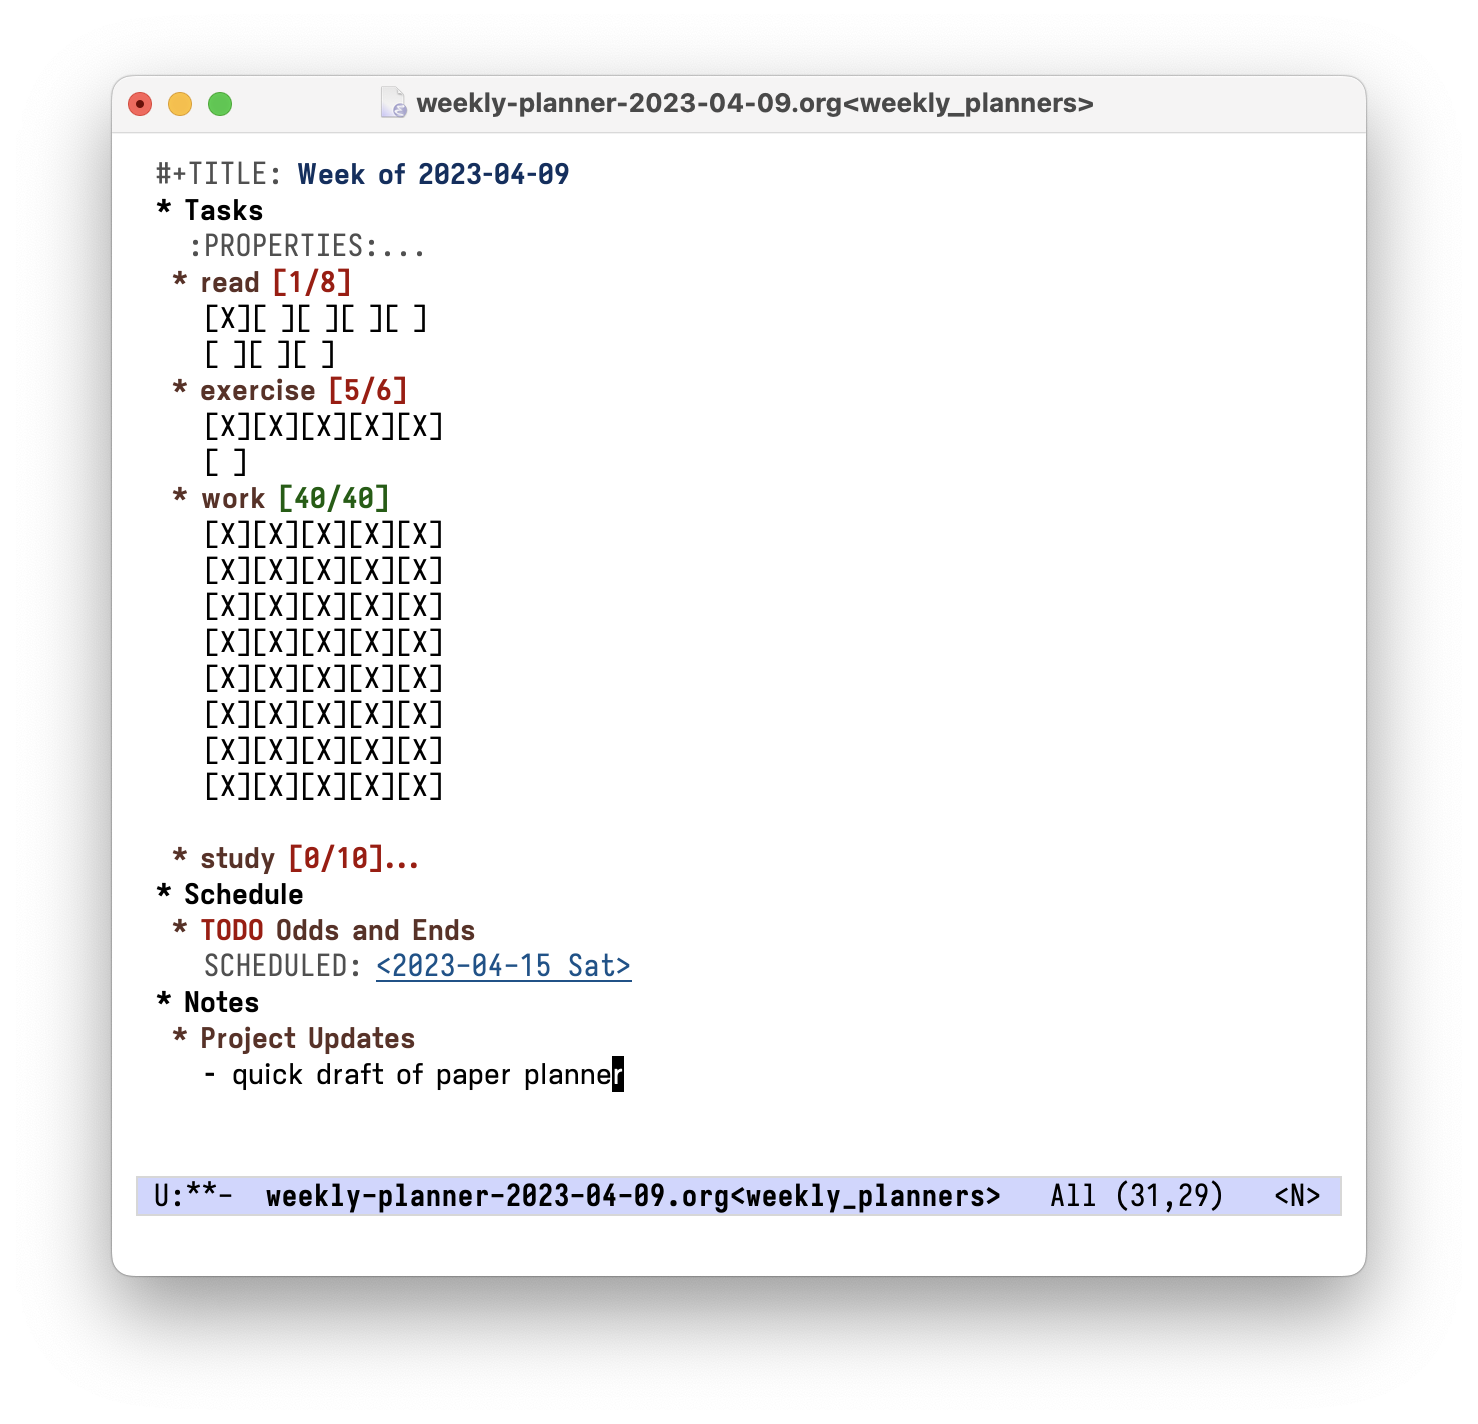 weekly-planner-2023-04-09.org<weekly_planners>
#+TITLE: Week of 2023-04-09
* Tasks
:PROPERTIES:...
* read [1/8]
[X][ ][ ][ ][ ]
[ ][ ][ ]
* exercise [5/6]
[X][X][X][X][X]
[ ]
* work [40/40]
[X][X][X][X][X]
[X][X][X][X][X]
[X][X][X][X][X]
[X][X][X][X][X]
[X][X][X][X][X]
[X][X][X][X][X]
[X][X][X][X][X]
[X][X][X][X][X]
* study [0/10]...
* Schedule
* TODO Odds and Ends
SCHEDULED: <2023-04-15 Sat>
* Notes
* Project Updates
- quick draft of paper planner
U:**-  weekly-planner-2023-04-09.org<weekly_planners>   All (31,29)   <N>